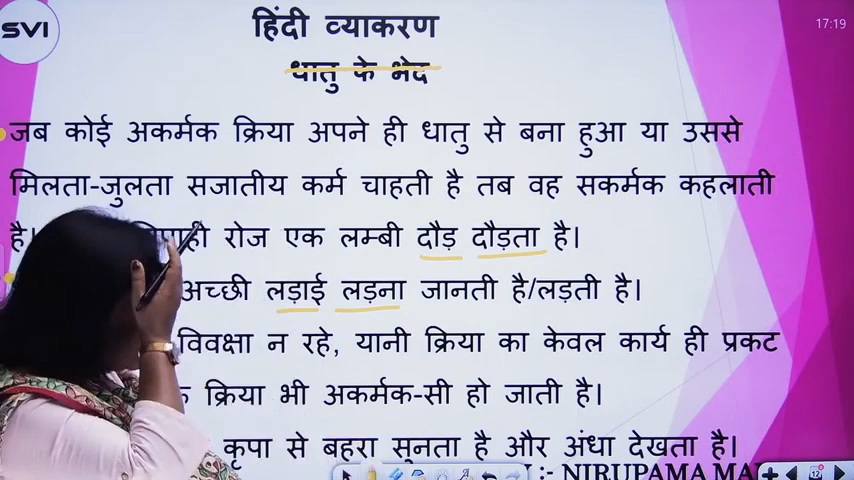 SVI
17:19
हिंदी व्याकरण
धातु के भेद
जब कोई अकर्मक क्रिया अपने ही धातु से बना हुआ या उससे
मिलता-जुलता सजातीय कर्म चाहती है तब वह सकर्मक कहलाती
है। रोज एक लम्बी दौड़ दौड़ता है।
अच्छी लड़ाई लड़ना जानती है/लड़ती है।
विवक्षा न रहे, यानी क्रिया का केवल कार्य ही प्रकट
क्रिया भी अकर्मक-सी हो जाती है।
कृपा से बहरा सुनता है और अंधा देखता है।
:- NIRUPAMA